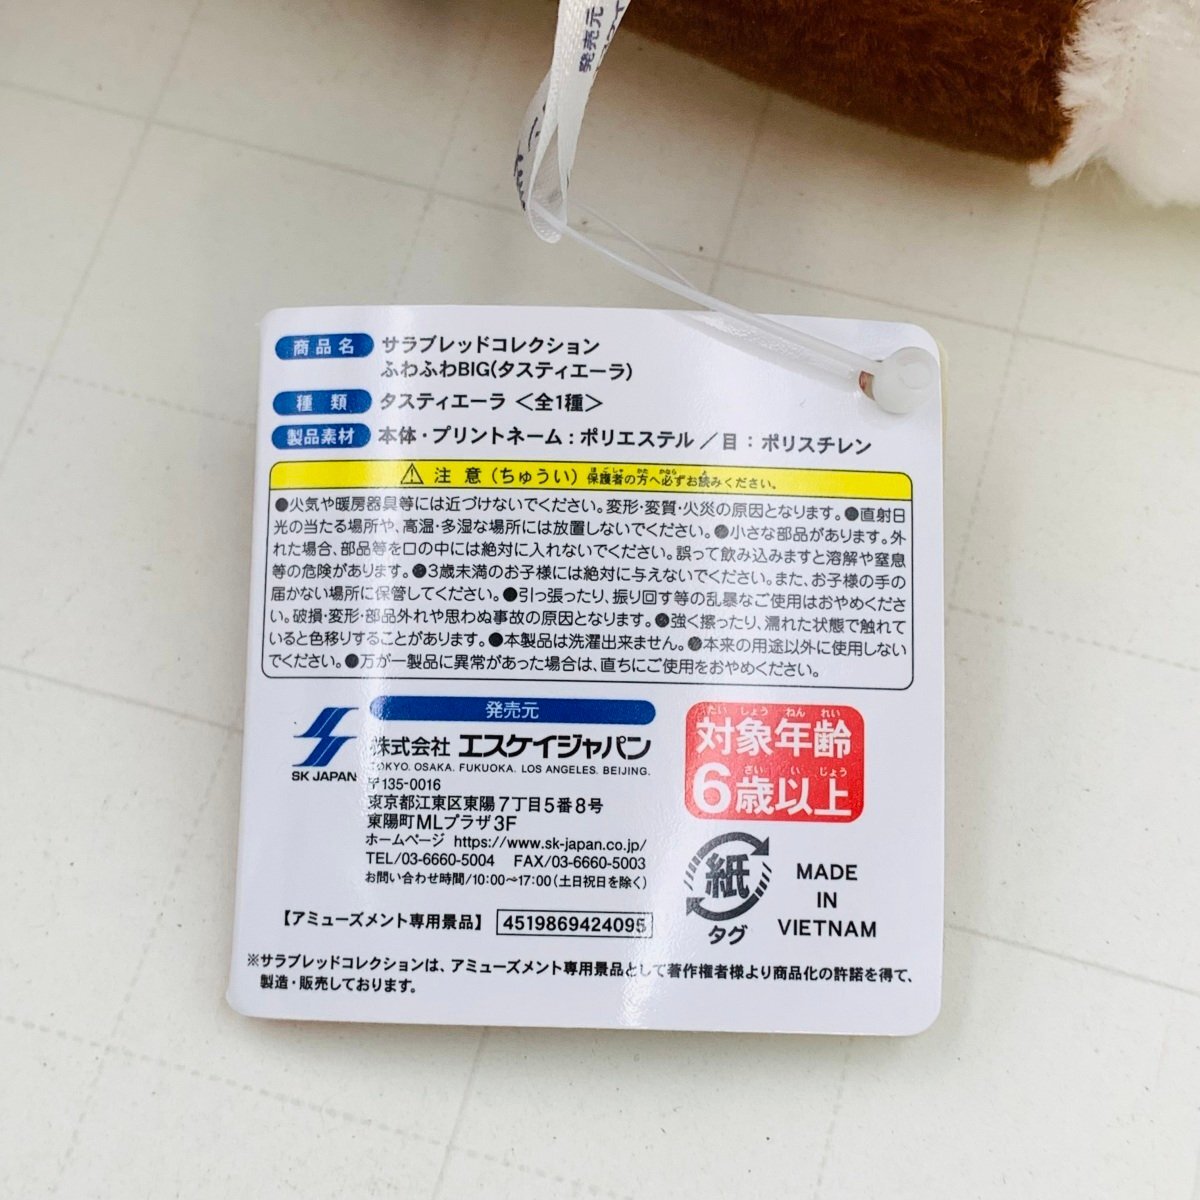 発売元
商品名 サラブレッドコレクション
ふわふわBIG(タスティエーラ)
種類 タスティエーラ <全1種>
製品素材 本体・プリントネーム：ポリエステル／目：ポリスチレン
⚠ 注意(ちゅうい) 保護者の方へ必ずお読みください。
●火気や暖房器具等には近づけないでください。変形・変質・火災の原因となります。●直射日
光の当たる場所や、高温・多湿な場所には放置しないでください。●小さな部品があります。外
れた場合、部品等を口の中には絶対に入れないでください。誤って飲み込みますと溶解や窒息
等の危険があります。●3歳未満のお子様には絶対に与えないでください。また、お子様の手の
届かない場所に保管してください。●引っ張ったり、振り回す等の乱暴なご使用はおやめくださ
い。破損・変形・部品外れや思わぬ事故の原因となります。●強く擦ったり、濡れた状態で触れて
いると色移りすることがあります。●本製品は洗濯出来ません。●本来の用途以外に使用しない
でください。●万が一製品に異常があった場合は、直ちにご使用をおやめください。
発売元
SK JAPAN
株式会社 エスケイジャパン
TOKYO. OSAKA. FUKUOKA. LOS ANGELES. BEIJING.
〒135-0016
東京都江東区東陽7丁目5番8号
東陽町MLプラザ3F
ホームページ https://www.sk-japan.co.jp/
TEL/03-6660-5004 FAX/03-6660-5003
お問い合わせ時間/10:00～17:00(土日祝日を除く)
たいしょうねんれい
対象年齢
さいいじょう
6歳以上
紙
タグ
MADE
IN
VIETNAM
【アミューズメント専用景品】 4519869424095
※サラブレッドコレクションは、アミューズメント専用景品として著作権者様より商品化の許諾を得て、
製造・販売しております。